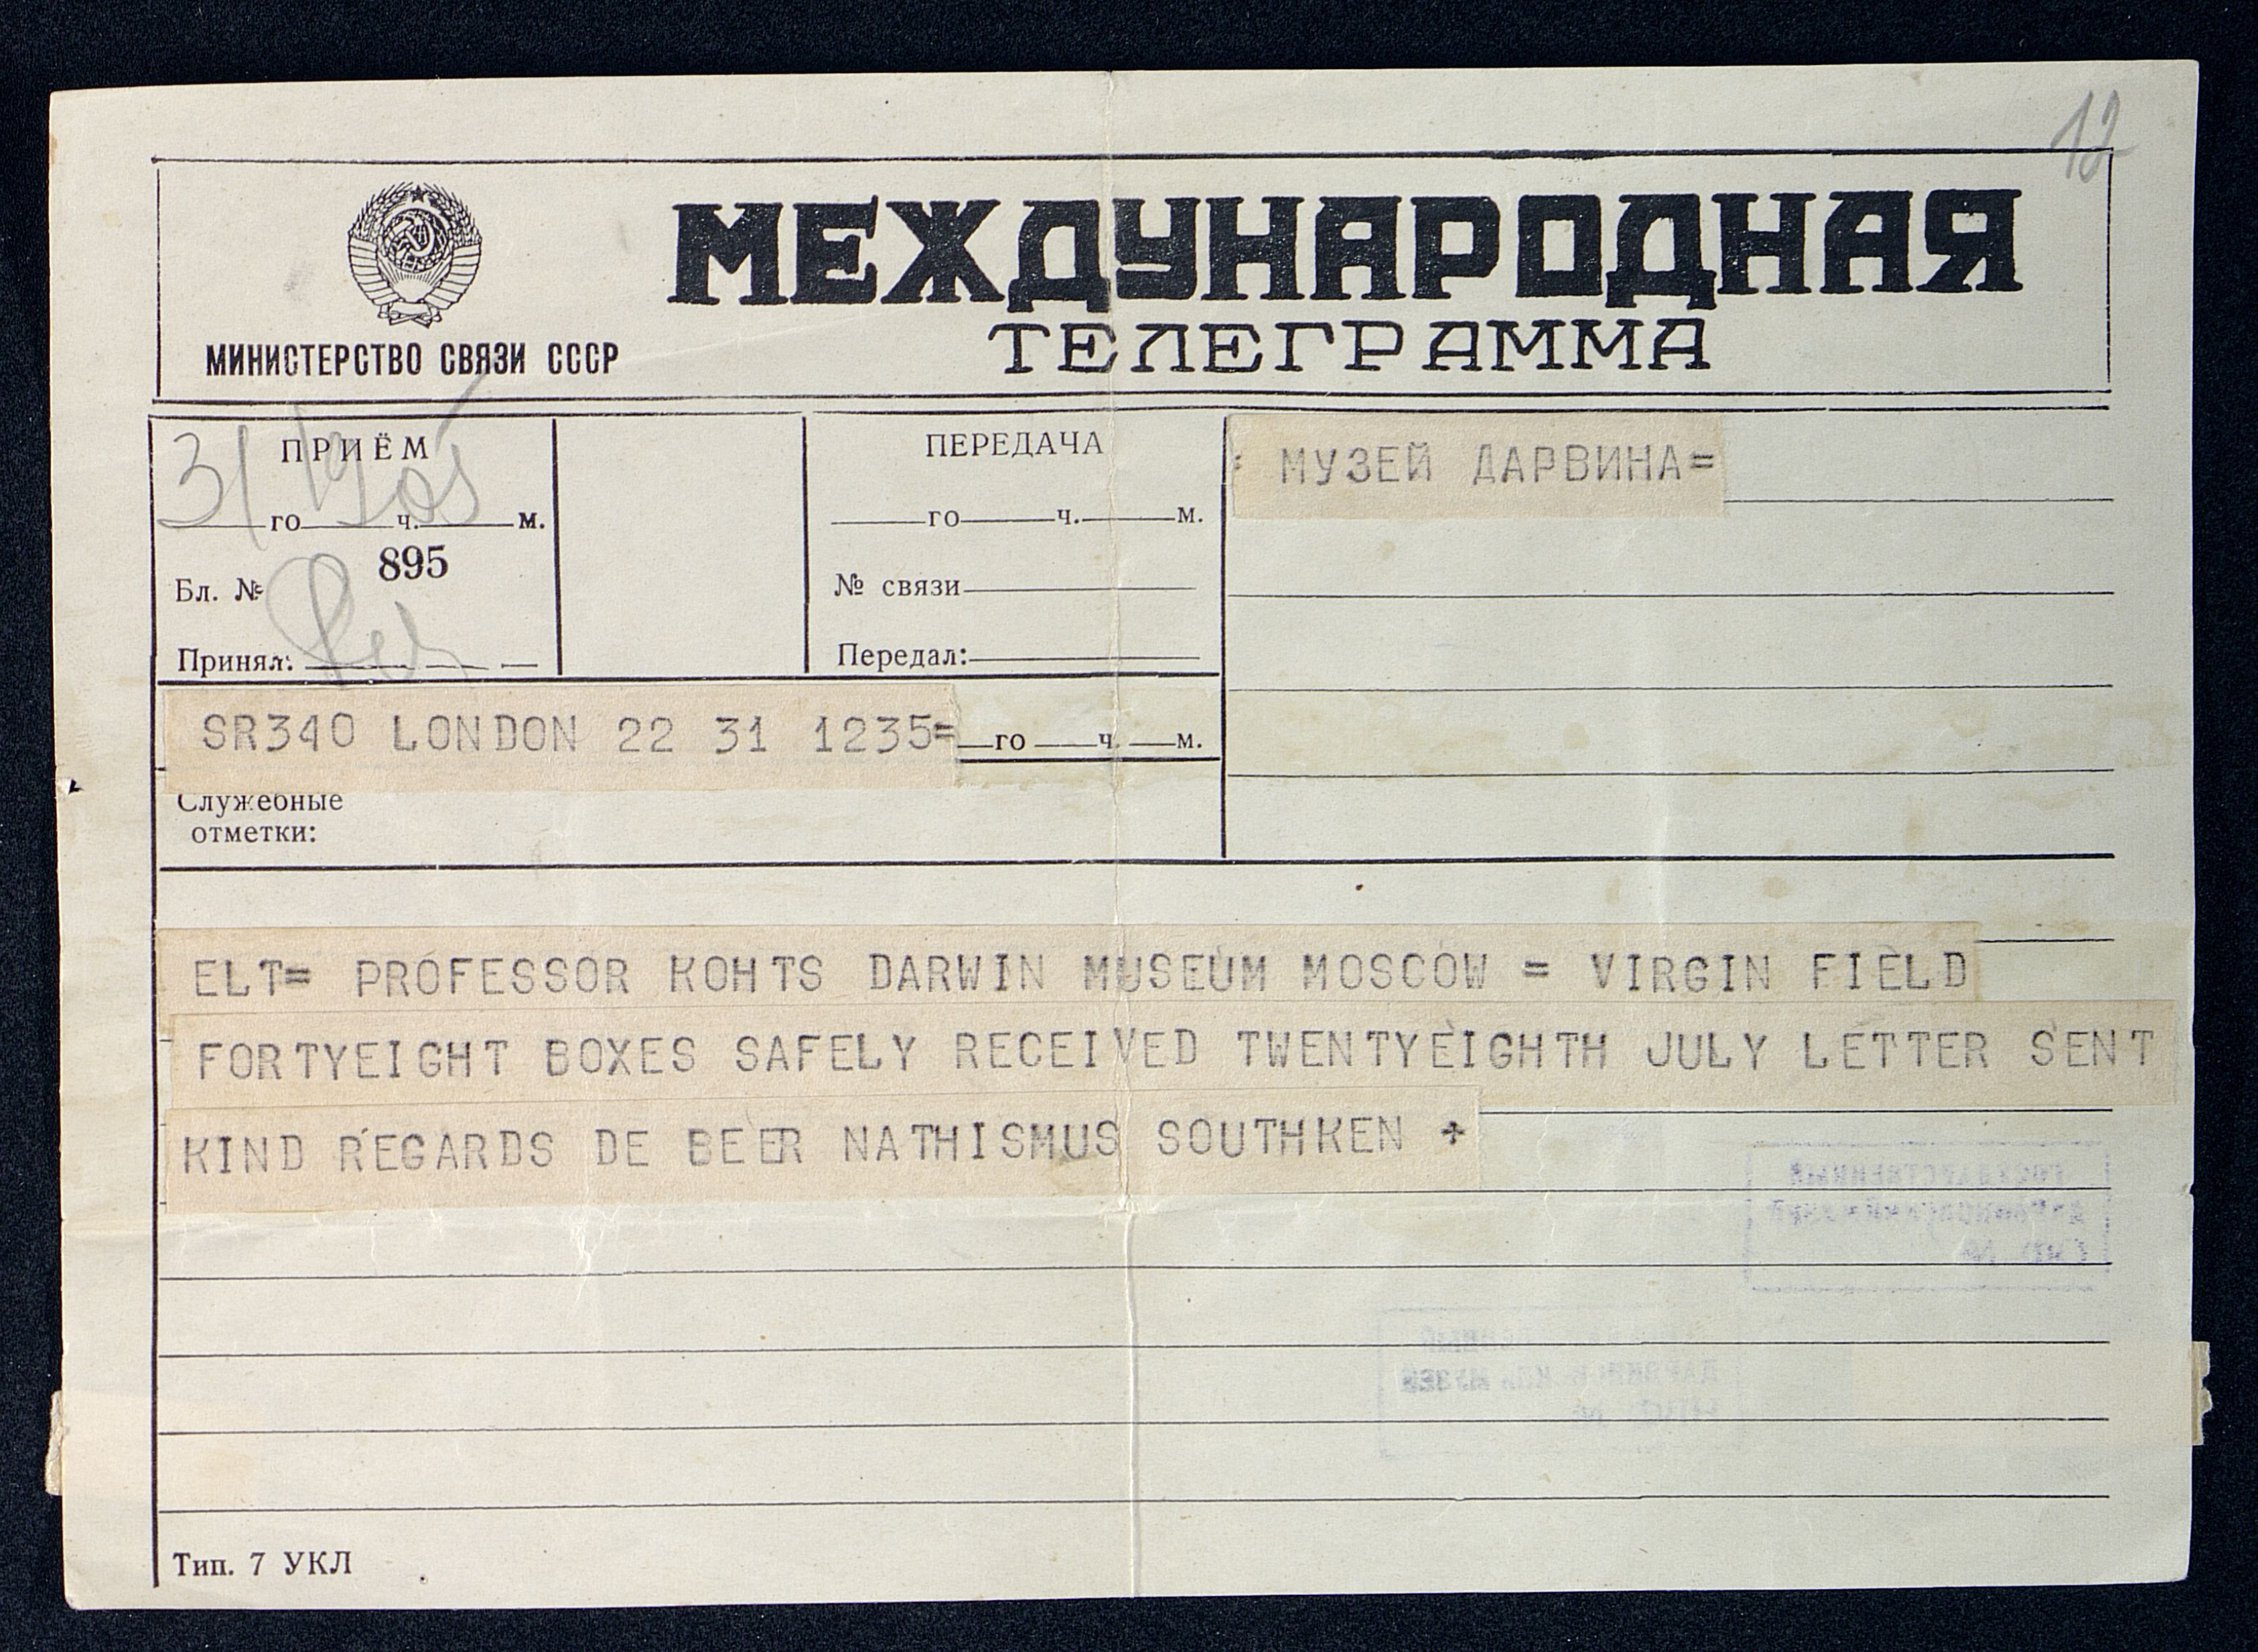 12
МЕЖДУНАРОДНАЯ
ТЕЛЕГРАММА
МИНИСТЕРСТВО СВЯЗИ СССР
ПРИЁМ
31
го ч. м.
Бл. № 895
Принял:
ПЕРЕДАЧА
го ч. м.
№ связи
Передал:
МУЗЕЙ ДАРВИНА=
SR340 LONDON 22 31 1235= го ч. м.
Служебные
отметки:
ELT= PROFESSOR KOHTS DARWIN MUSEUM MOSCOW = VIRGIN FIELD
FORTYEIGHT BOXES SAFELY RECEIVED TWENTYEIGHTH JULY LETTER SENT
KIND REGARDS DE BEER NATHISMUS SOUTHKEN +
Тип. 7 УКЛ